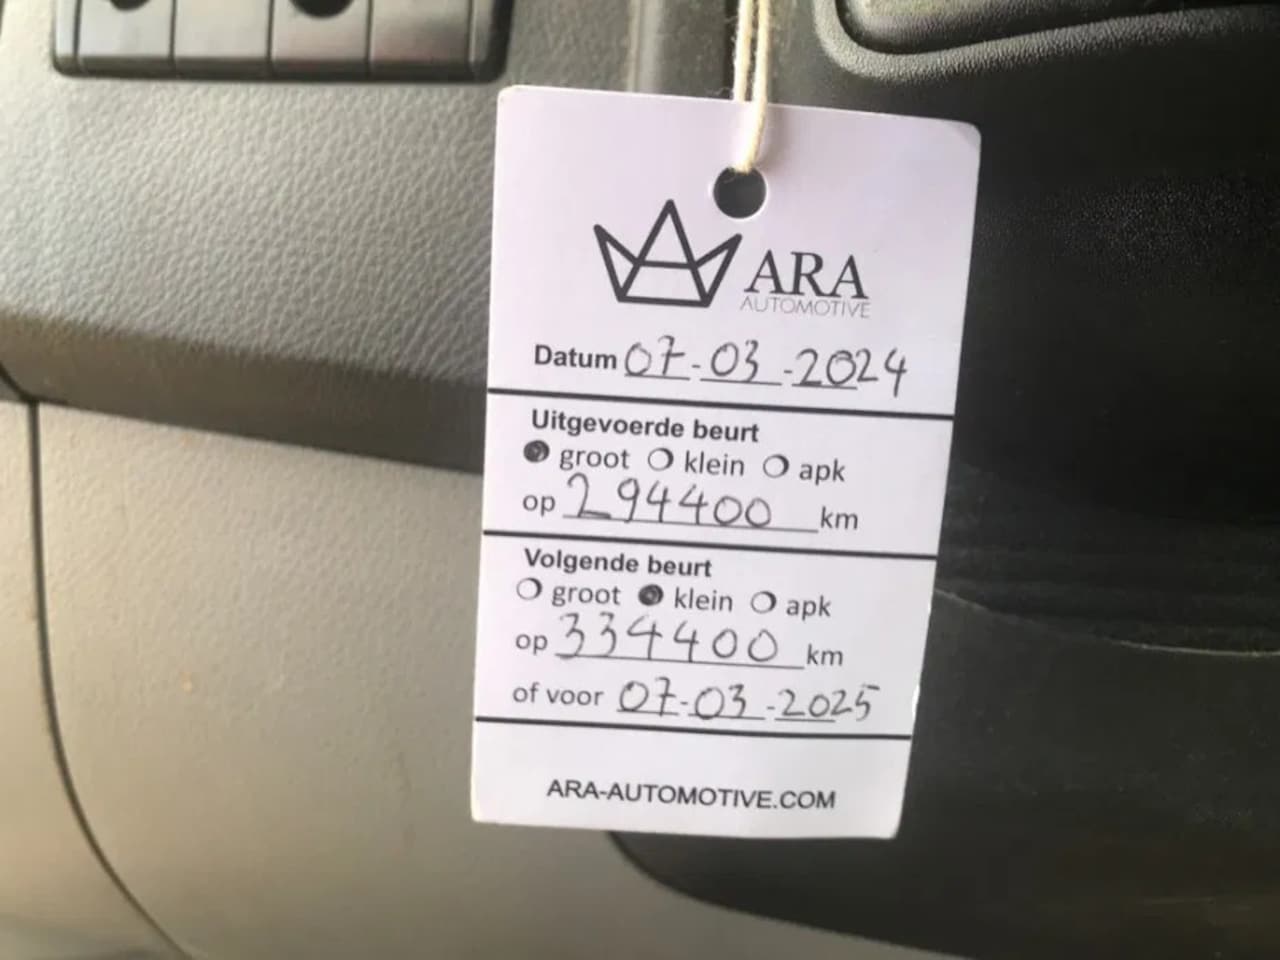 ARA
AUTOMOTIVE
Datum 07-03-2024
Uitgevoerde beurt
groot klein apk
op 294400 km
Volgende beurt
groot klein apk
op 334400 km
of voor 07-03-2025
ARA-AUTOMOTIVE.COM